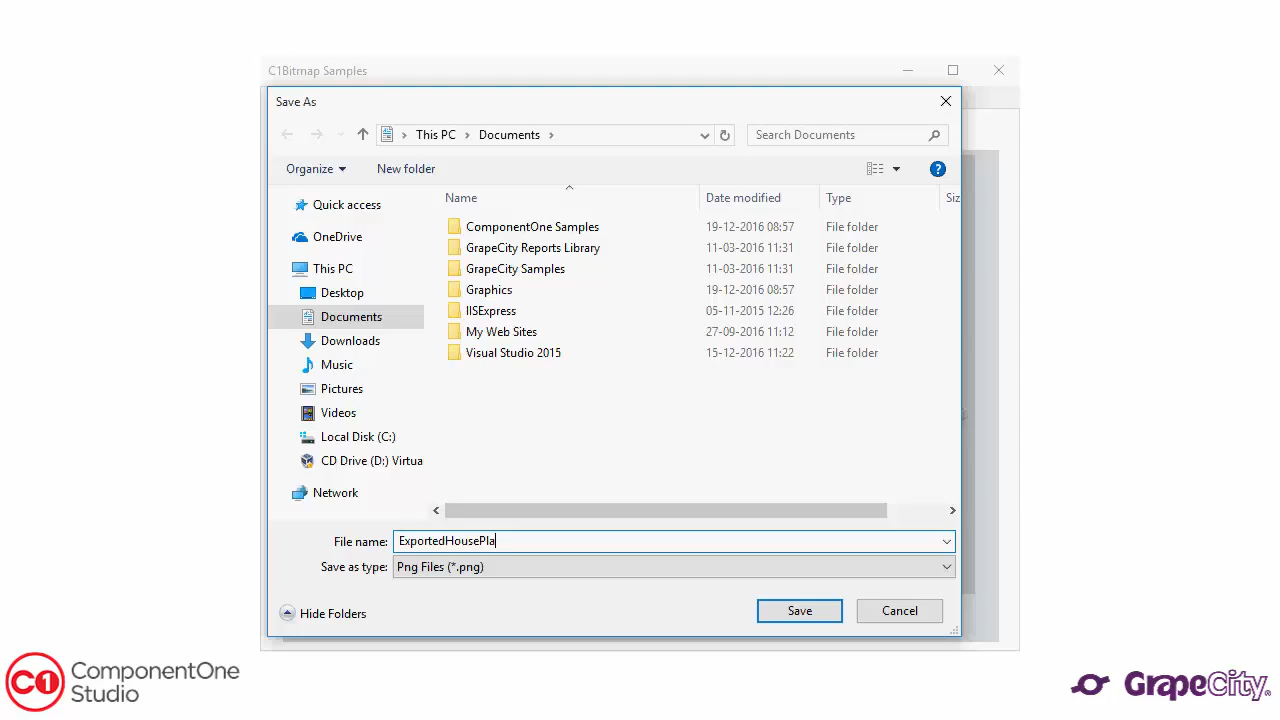 C1Bitmap Samples
Save As
This PC > Documents >
Search Documents
Organize
New folder
Name
Date modified
Type
Siz
Quick access
OneDrive
This PC
Desktop
Documents
Downloads
Music
Pictures
Videos
Local Disk (C:)
CD Drive (D:) Virtua
Network
ComponentOne Samples 19-12-2016 08:57 File folder
GrapeCity Reports Library 11-03-2016 11:31 File folder
GrapeCity Samples 11-03-2016 11:31 File folder
Graphics 19-12-2016 08:57 File folder
IISExpress 05-11-2015 12:26 File folder
My Web Sites 27-09-2016 11:12 File folder
Visual Studio 2015 15-12-2016 11:22 File folder
File name: ExportedHousePla
Save as type: Png Files (*.png)
Hide Folders
Save
Cancel
C1 ComponentOne
Studio
GrapeCity®